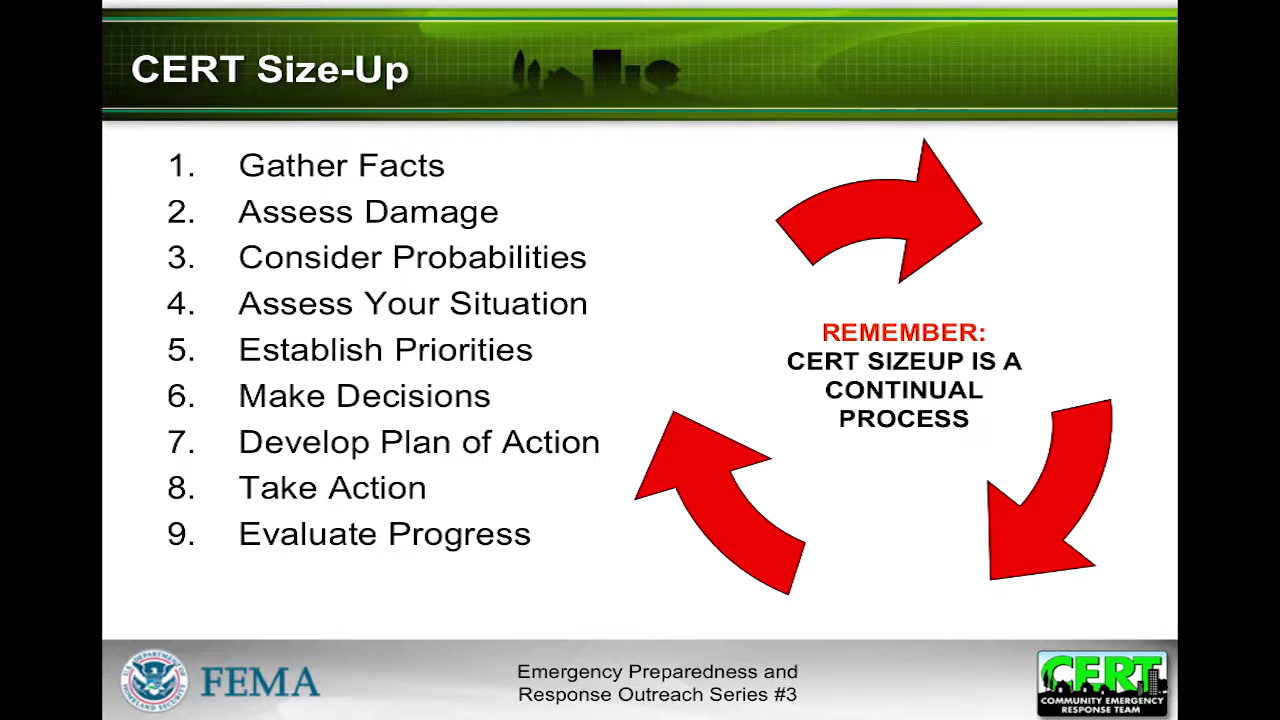 CERT Size-Up
1. Gather Facts
2. Assess Damage
3. Consider Probabilities
4. Assess Your Situation
5. Establish Priorities
6. Make Decisions
7. Develop Plan of Action
8. Take Action
9. Evaluate Progress
REMEMBER:
CERT SIZEUP IS A
CONTINUAL
PROCESS
FEMA
Emergency Preparedness and
Response Outreach Series #3
CERT
COMMUNITY EMERGENCY
RESPONSE TEAM